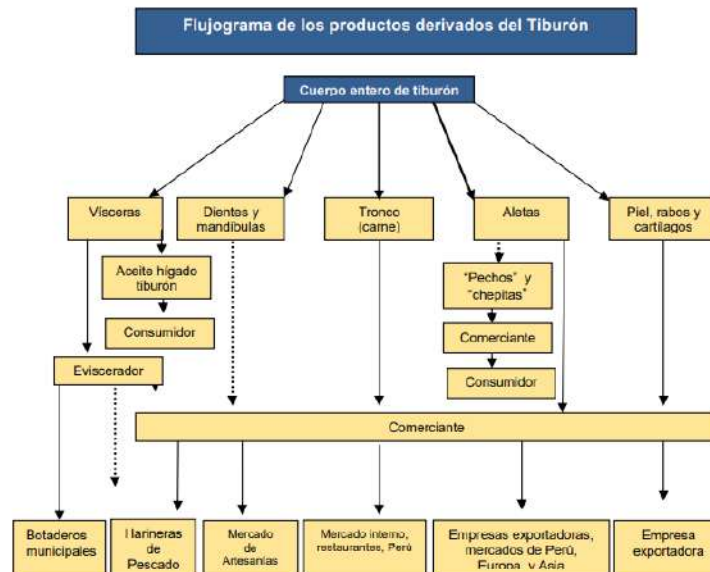 Flujograma de los productos derivados del Tiburón
Cuerpo entero de tiburón
Vísceras
Dientes y
mandíbulas
Tronco
(carne)
Aletas
Piel, rabos y
cartílagos
Aceite hígado
tiburón
Consumidor
"Pechos" y
"chepitas"
Comerciante
Consumidor
Eviscerador
Comerciante
Botaderos
municipales
Harineras
de
Pescado
Mercado
de
Artesanías
Mercado interno,
restaurantes, Perú
Empresas exportadoras,
mercados de Perú,
Europa, y Asia
Empresa
exportadora